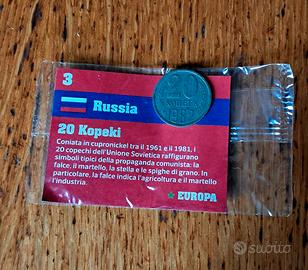 3
Russia
20 Kopeki
Coniata in cupronickel tra il 1961 e il 1981, i
20 copechi dell'Unione Sovietica raffigurano
simboli tipici della propaganda comunista: la
falce, il martello, la stella e le spighe di grano. In
particolare, la falce indica l'agricoltura e il martello
l'industria.
EUROPA
subito